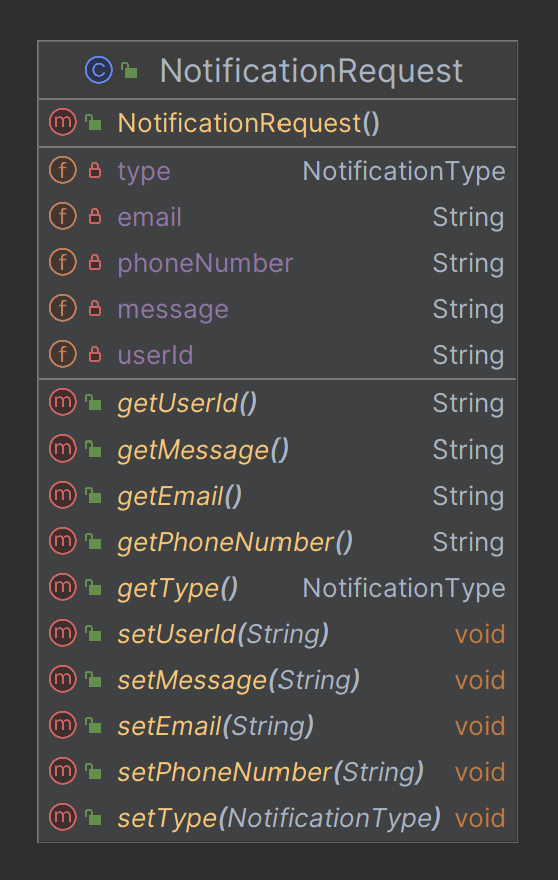 NotificationRequest
NotificationRequest()
type NotificationType
email String
phoneNumber String
message String
userId String
getUserId() String
getMessage() String
getEmail() String
getPhoneNumber() String
getType() NotificationType
setUserId(String) void
setMessage(String) void
setEmail(String) void
setPhoneNumber(String) void
setType(NotificationType) void